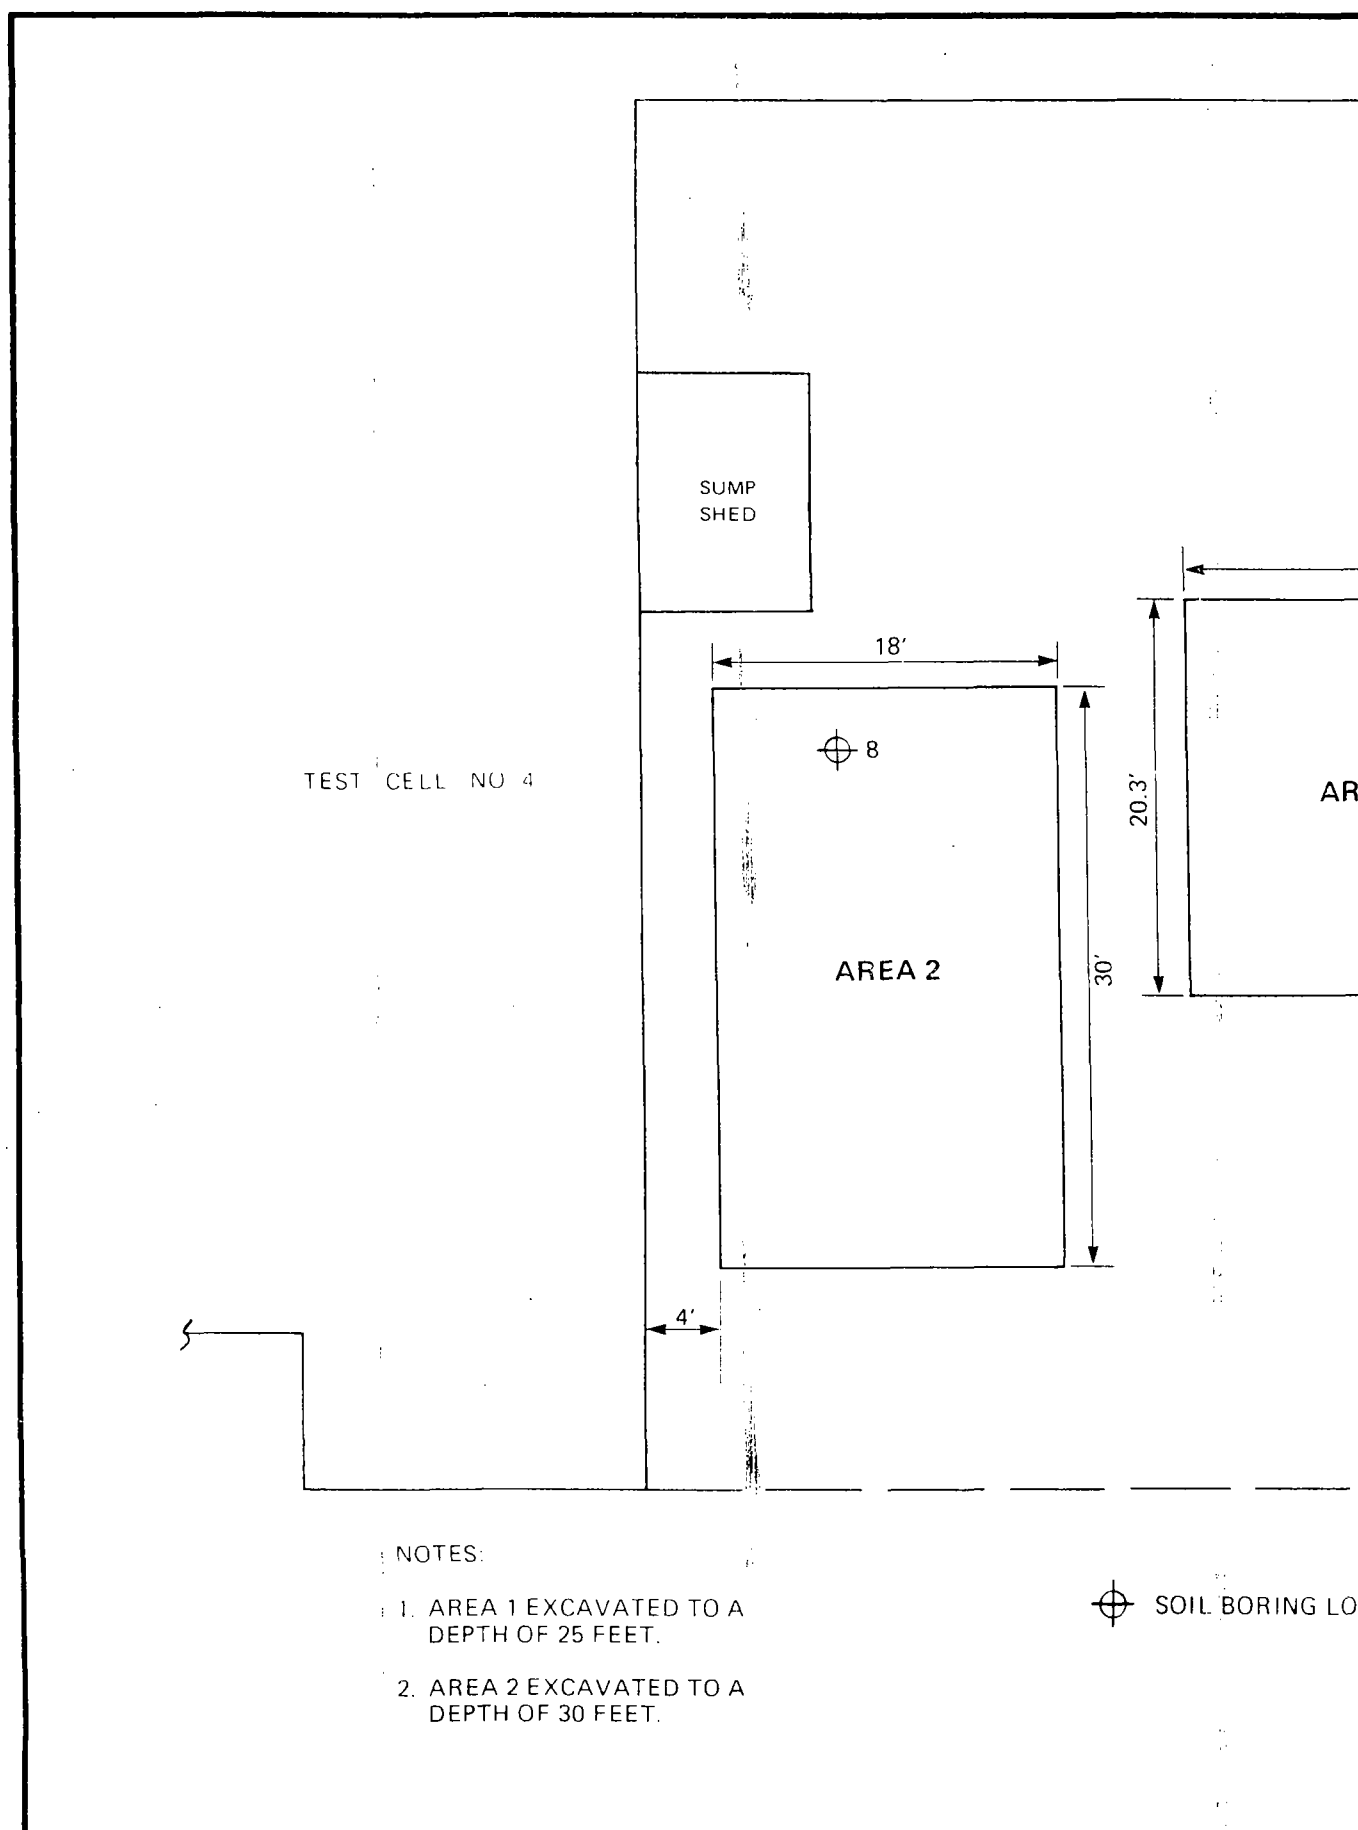 SUMP
SHED
18'
8
TEST CELL NO 4
20.3'
AR
AREA 2
30'
4'
NOTES:
1. AREA 1 EXCAVATED TO A
DEPTH OF 25 FEET.
SOIL BORING LO
2. AREA 2 EXCAVATED TO A
DEPTH OF 30 FEET.